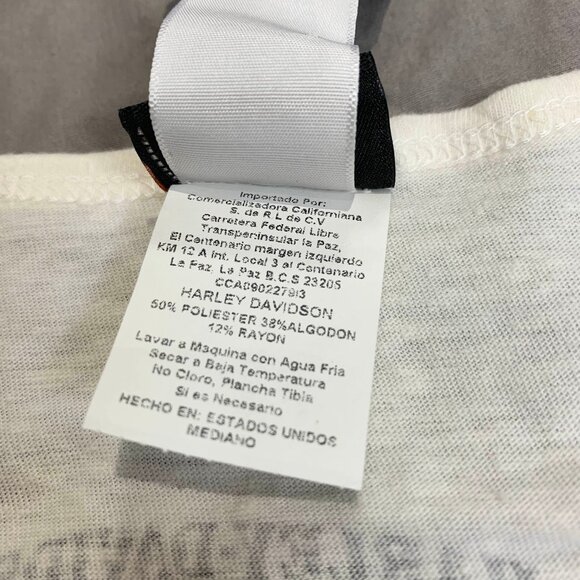 Importado Por:
Comercializadora Californiana
S. de R.L de C.V
Carretera Federal Libre
Transpeninsular la Paz,
El Centenario margen izquierdo
KM 12 A Int. Local 3 el Centenario
La Paz, La Paz B.C.S 23205
HARLEY DAVIDSON
50% POLIESTER 38%ALGODON
12% RAYON
Lavar a Maquina con Agua Fria
Secar a Baja Temperatura
No Cloro, Plancha Tibia
Si es Necesario
HECHO EN: ESTADOS UNIDOS
MEDIANO